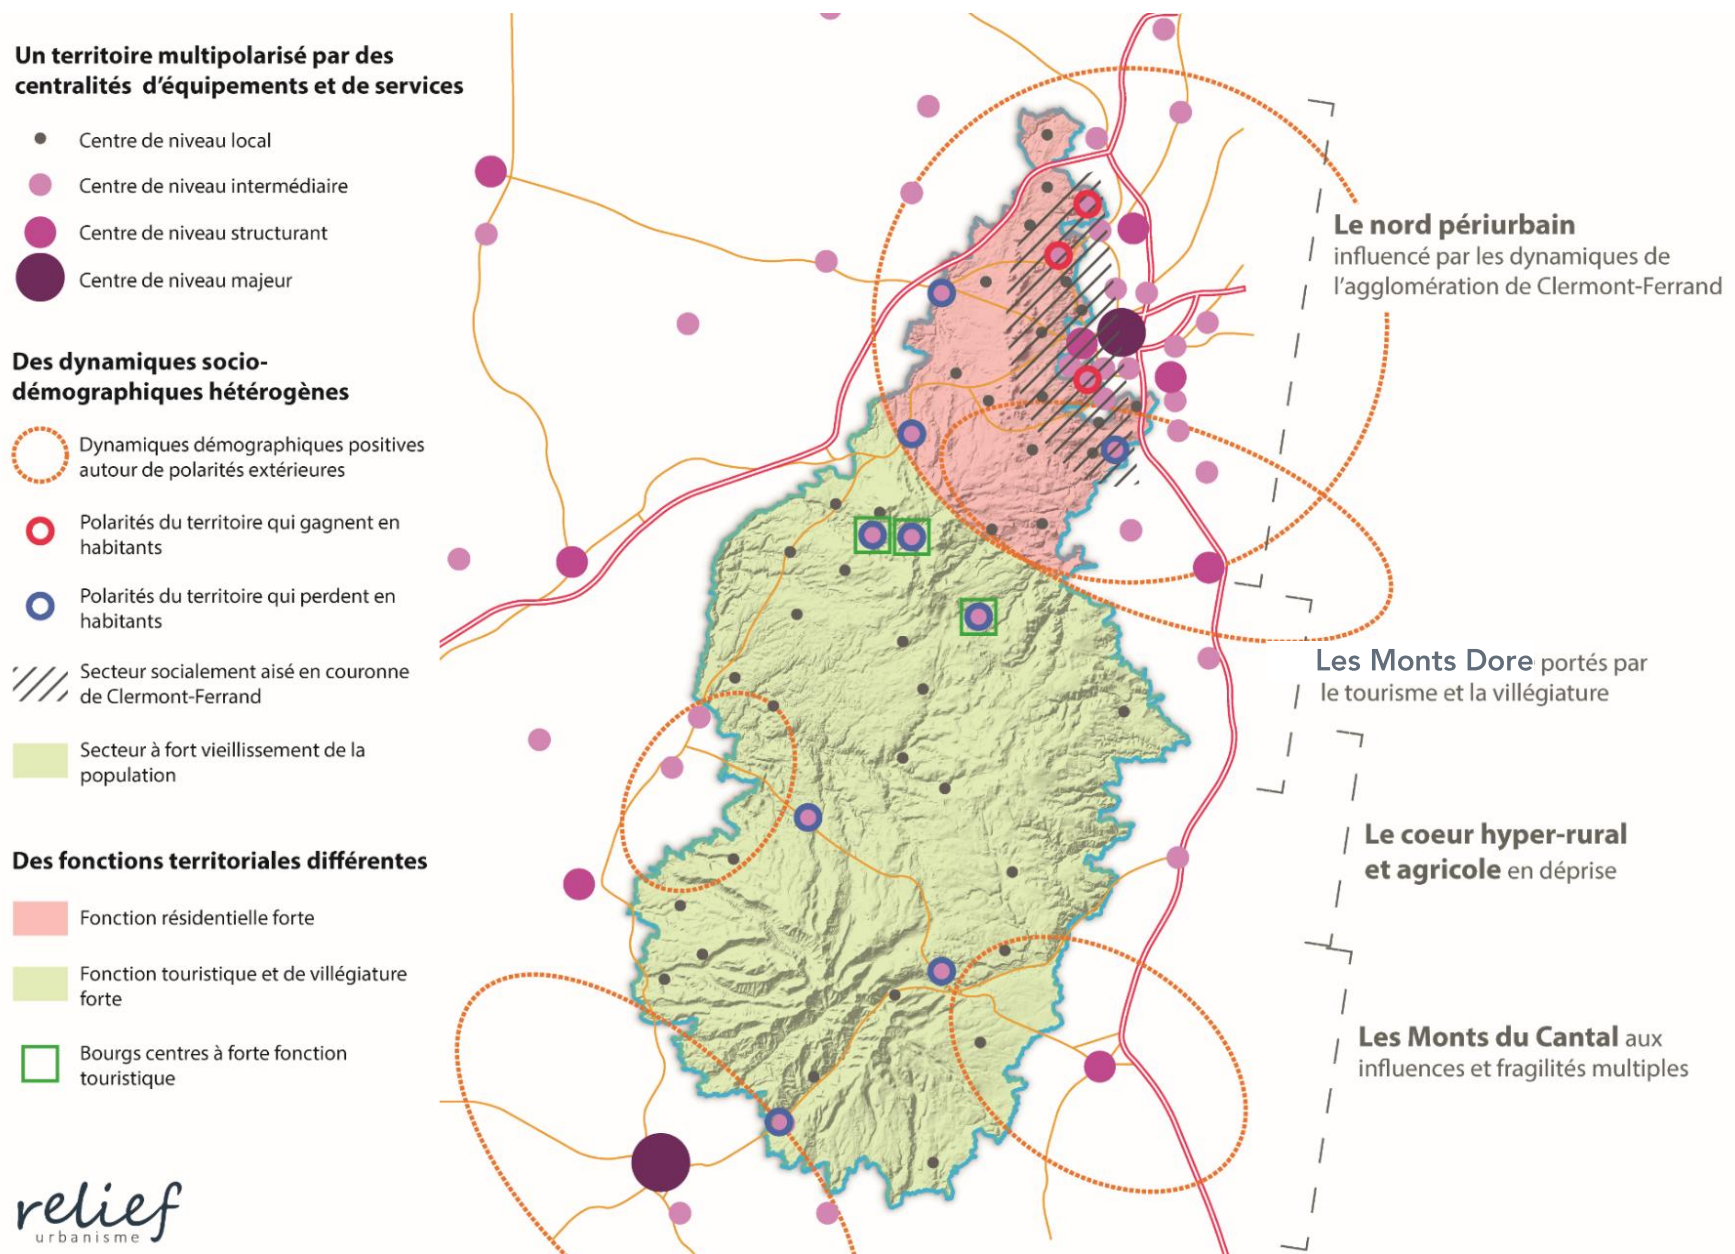 Un territoire multipolarisé par des
centralités d'équipements et de services
Centre de niveau local
Centre de niveau intermédiaire
Centre de niveau structurant
Centre de niveau majeur
Des dynamiques socio-
démographiques hétérogènes
Dynamiques démographiques positives
autour de polarités extérieures
Polarités du territoire qui gagnent en
habitants
Polarités du territoire qui perdent en
habitants
Secteur socialement aisé en couronne
de Clermont-Ferrand
Secteur à fort vieillissement de la
population
Des fonctions territoriales différentes
Fonction résidentielle forte
Fonction touristique et de villégiature
forte
Bourgs centres à forte fonction
touristique
relief
urbanisme
Le nord périurbain
influencé par les dynamiques de
l'agglomération de Clermont-Ferrand
Les Monts Dore portés par
le tourisme et la villégiature
Le coeur hyper-rural
et agricole en déprise
Les Monts du Cantal aux
influences et fragilités multiples